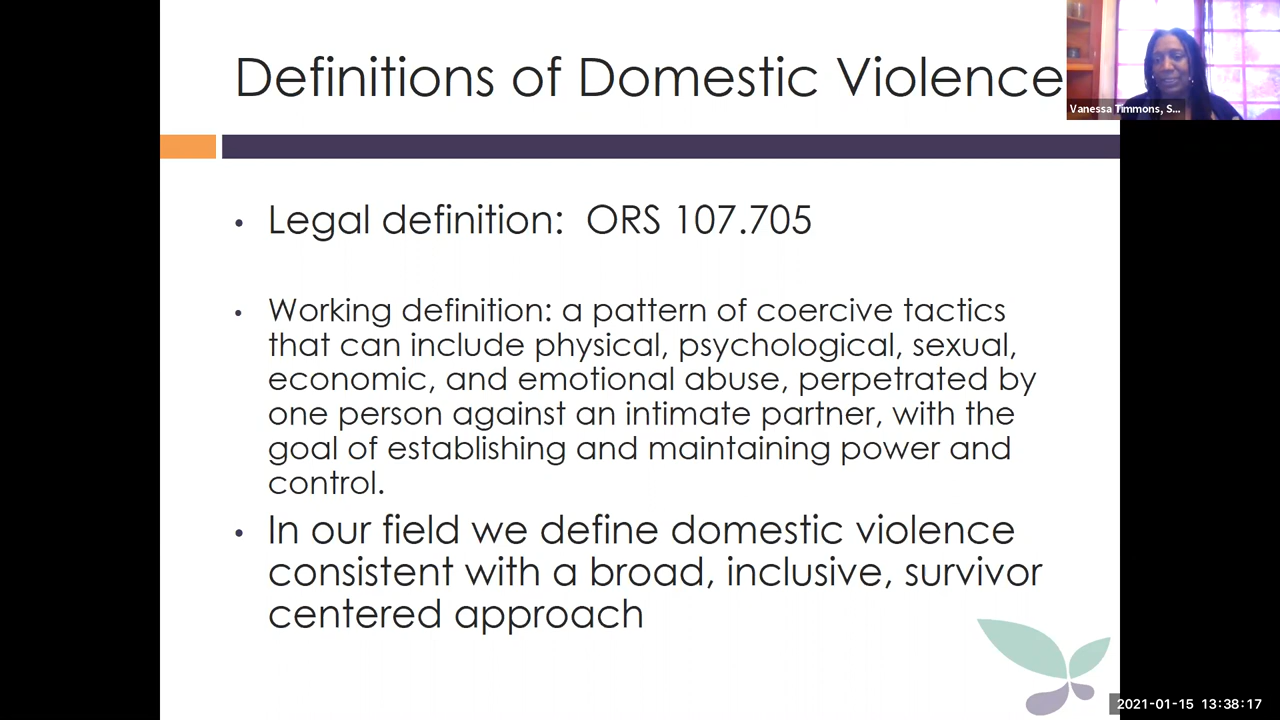 Definitions of Domestic Violence
Vanessa Timmons, S...
• Legal definition: ORS 107.705
• Working definition: a pattern of coercive tactics
that can include physical, psychological, sexual,
economic, and emotional abuse, perpetrated by
one person against an intimate partner, with the
goal of establishing and maintaining power and
control.
• In our field we define domestic violence
consistent with a broad, inclusive, survivor
centered approach
2021-01-15 13:38:17